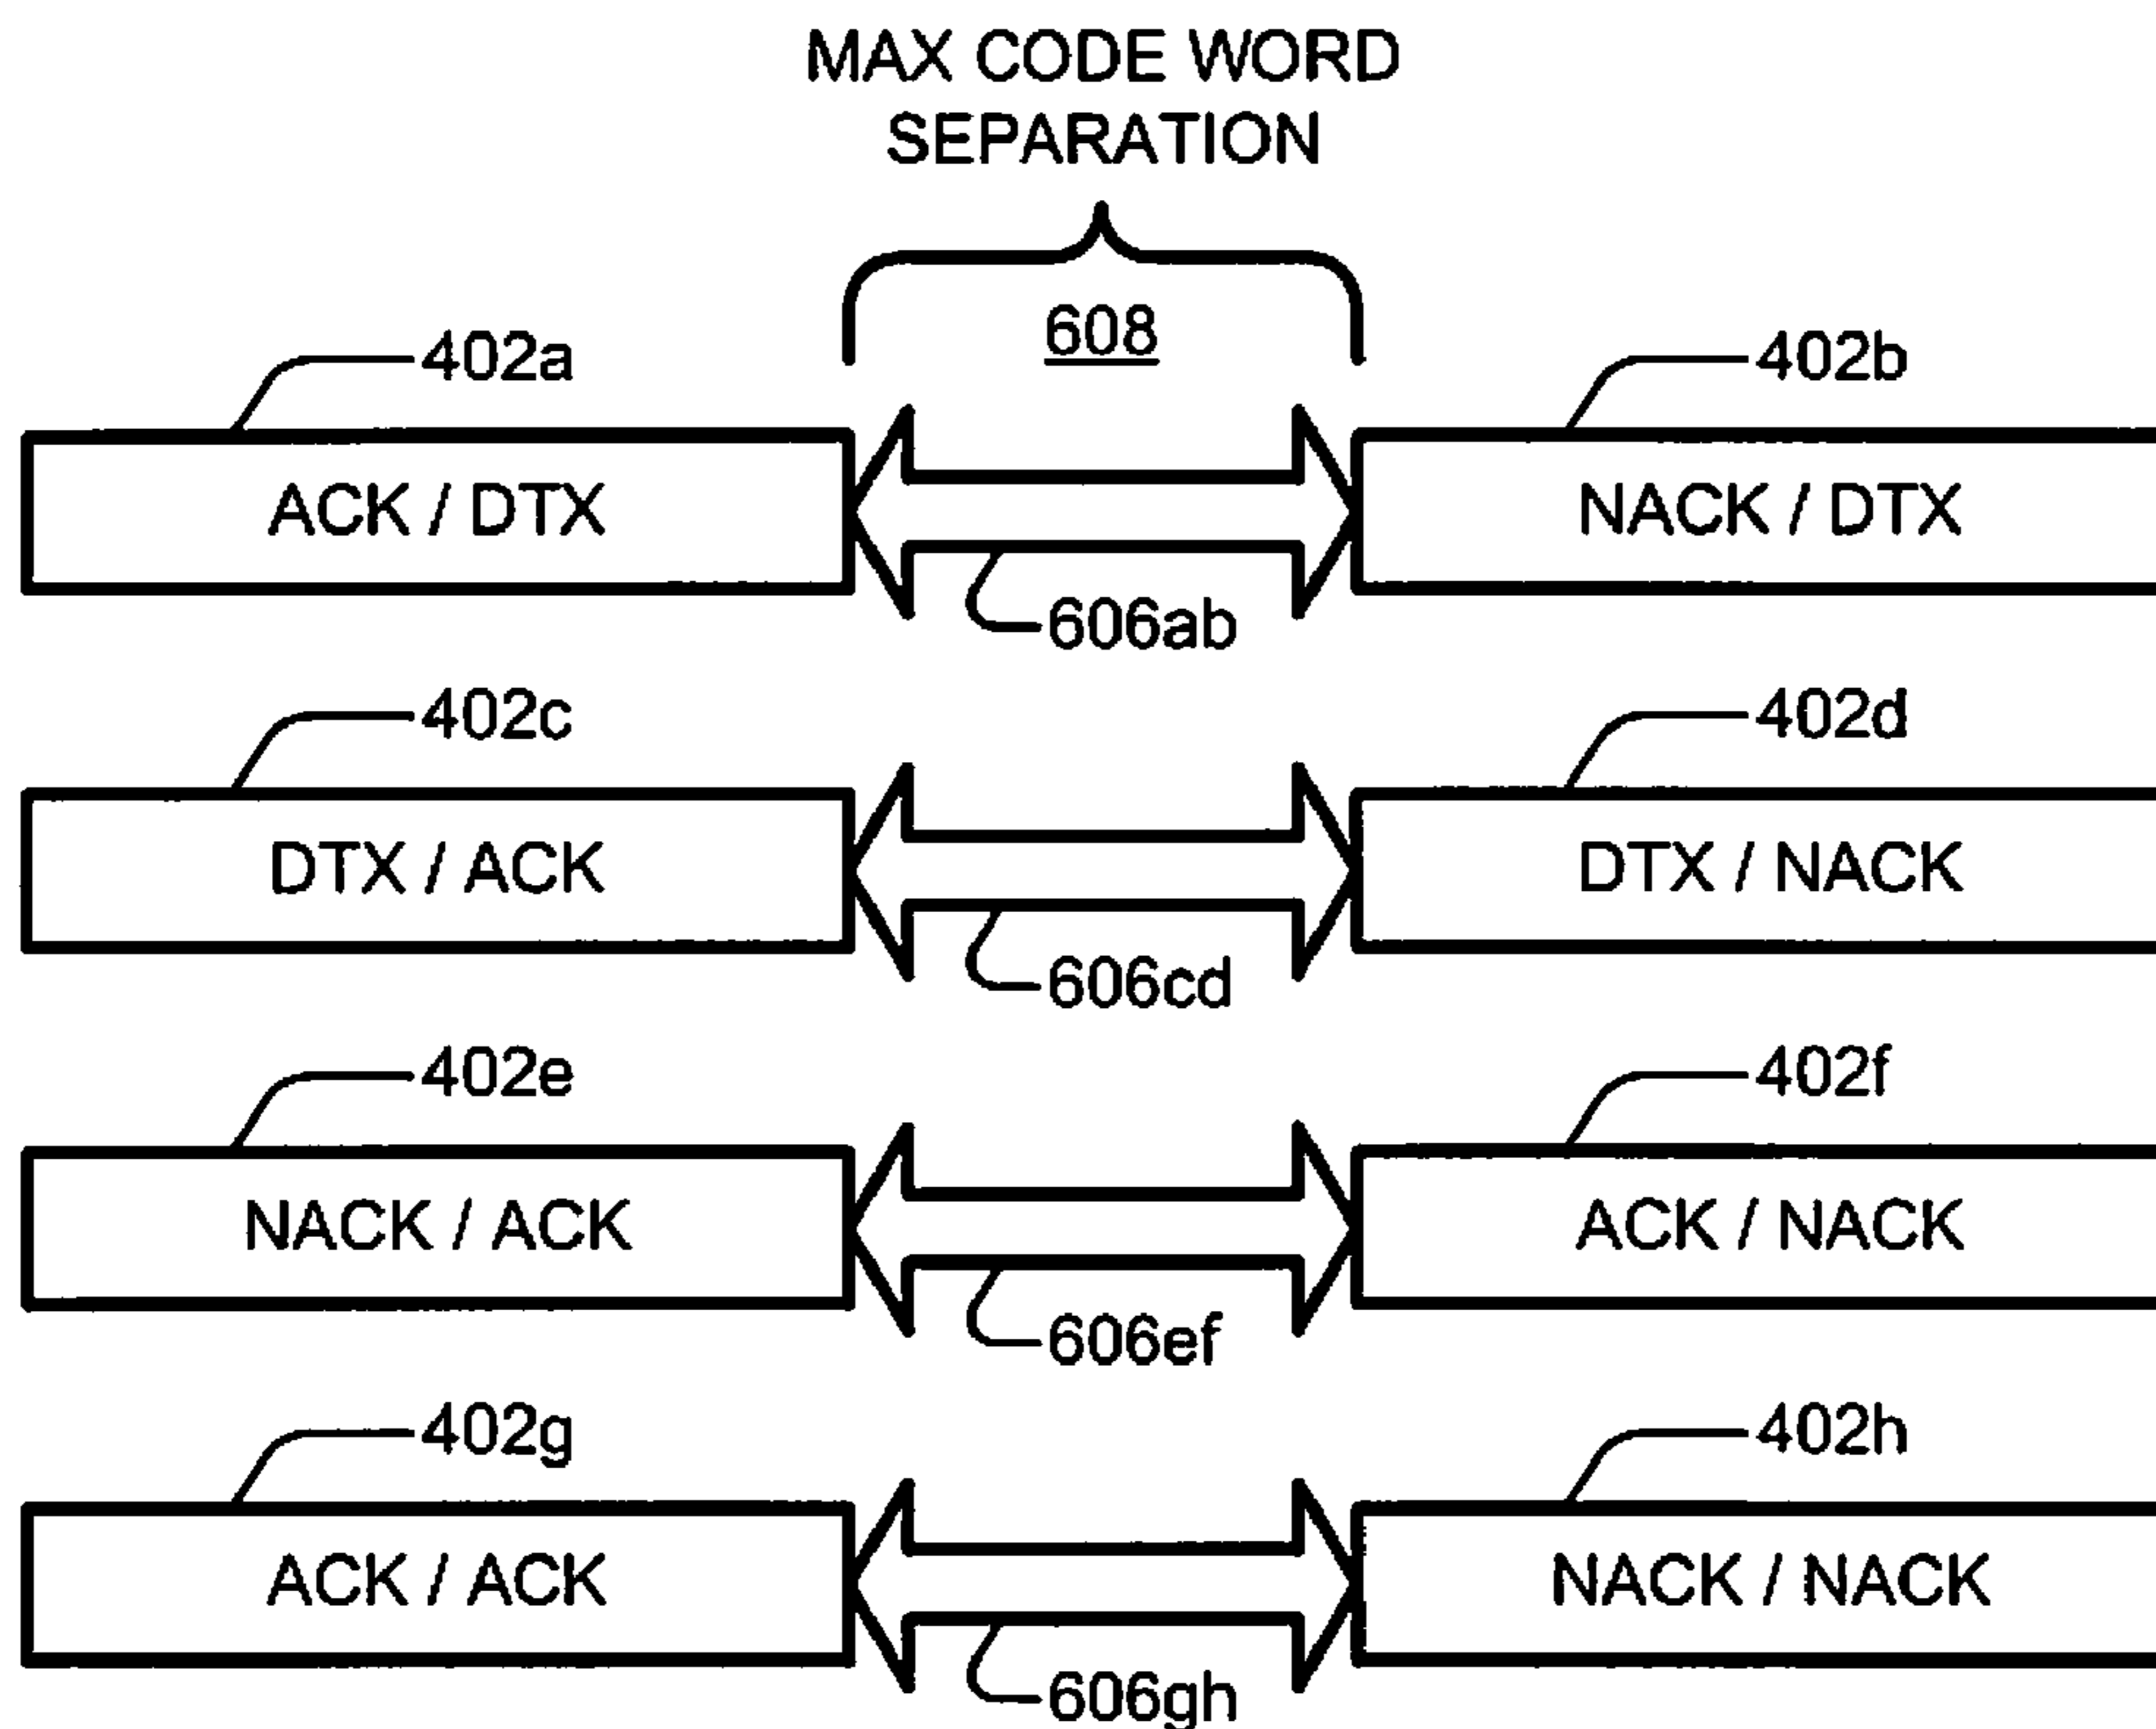 MAX CODE WORD
SEPARATION
608
402a
402b
ACK / DTX
NACK / DTX
606ab
402c
402d
DTX / ACK
DTX / NACK
606cd
402e
402f
NACK / ACK
ACK / NACK
606ef
402g
402h
ACK / ACK
NACK / NACK
606gh